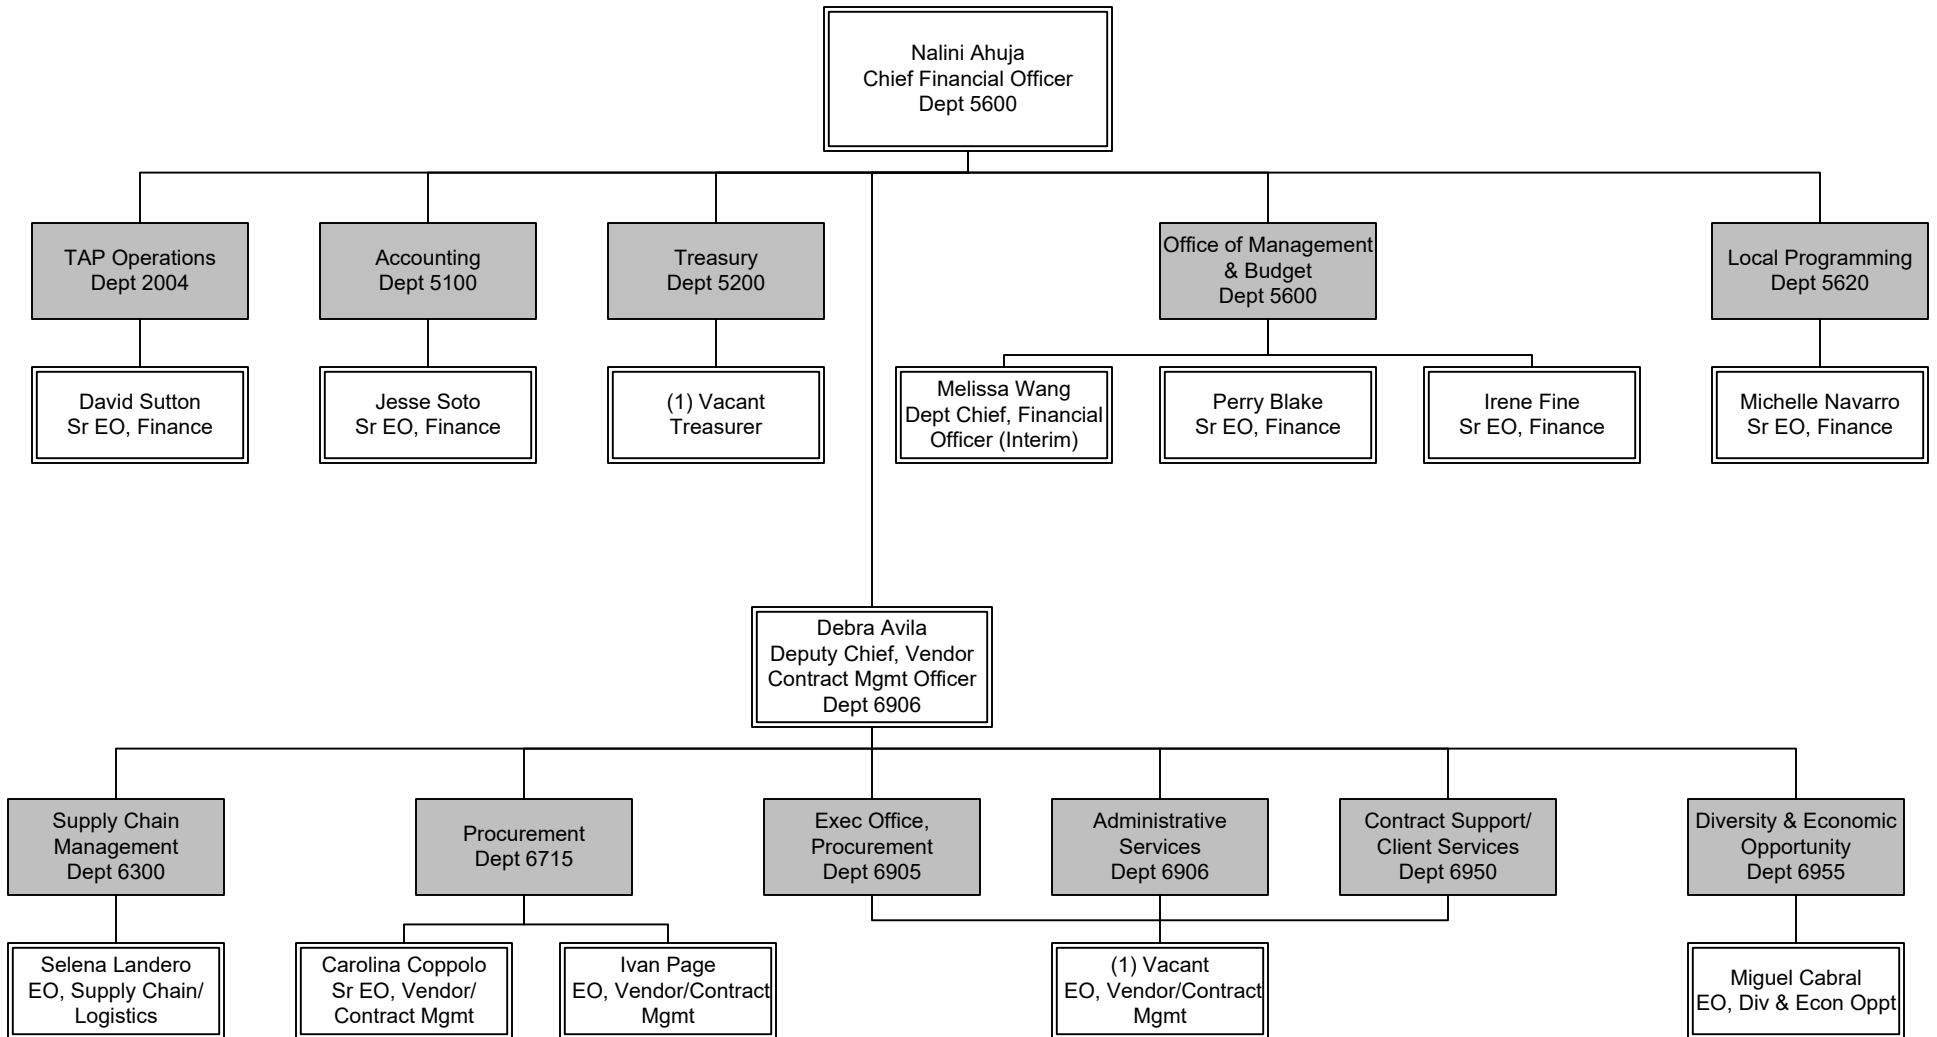 Nalini Ahuja
Chief Financial Officer
Dept 5600
TAP Operations
Dept 2004
Accounting
Dept 5100
Treasury
Dept 5200
Office of Management
& Budget
Dept 5600
Local Programming
Dept 5620
David Sutton
Sr EO, Finance
Jesse Soto
Sr EO, Finance
(1) Vacant
Treasurer
Melissa Wang
Dept Chief, Financial
Officer (Interim)
Perry Blake
Sr EO, Finance
Irene Fine
Sr EO, Finance
Michelle Navarro
Sr EO, Finance
Debra Avila
Deputy Chief, Vendor
Contract Mgmt Officer
Dept 6906
Supply Chain
Management
Dept 6300
Procurement
Dept 6715
Exec Office,
Procurement
Dept 6905
Administrative
Services
Dept 6906
Contract Support/
Client Services
Dept 6950
Diversity & Economic
Opportunity
Dept 6955
Selena Landero
EO, Supply Chain/
Logistics
Carolina Coppolo
Sr EO, Vendor/
Contract Mgmt
Ivan Page
EO, Vendor/Contract
Mgmt
(1) Vacant
EO, Vendor/Contract
Mgmt
Miguel Cabral
EO, Div & Econ Oppt